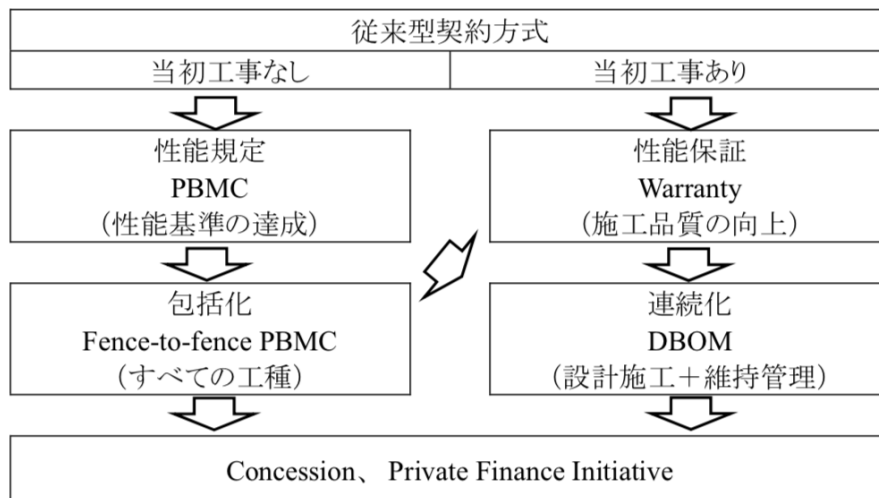 従来型契約方式
当初工事なし
当初工事あり
性能規定
PBMC
（性能基準の達成）
性能保証
Warranty
（施工品質の向上）
包括化
Fence-to-fence PBMC
（すべての工種）
連続化
DBOM
（設計施工＋維持管理）
Concession、Private Finance Initiative